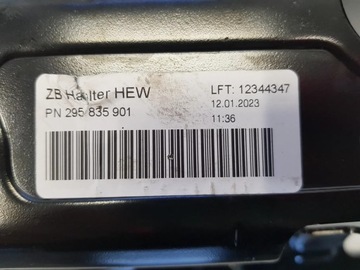 ZB Halter HEW
LFT: 12344347
PN 295 835 901
12.01.2023
11:36